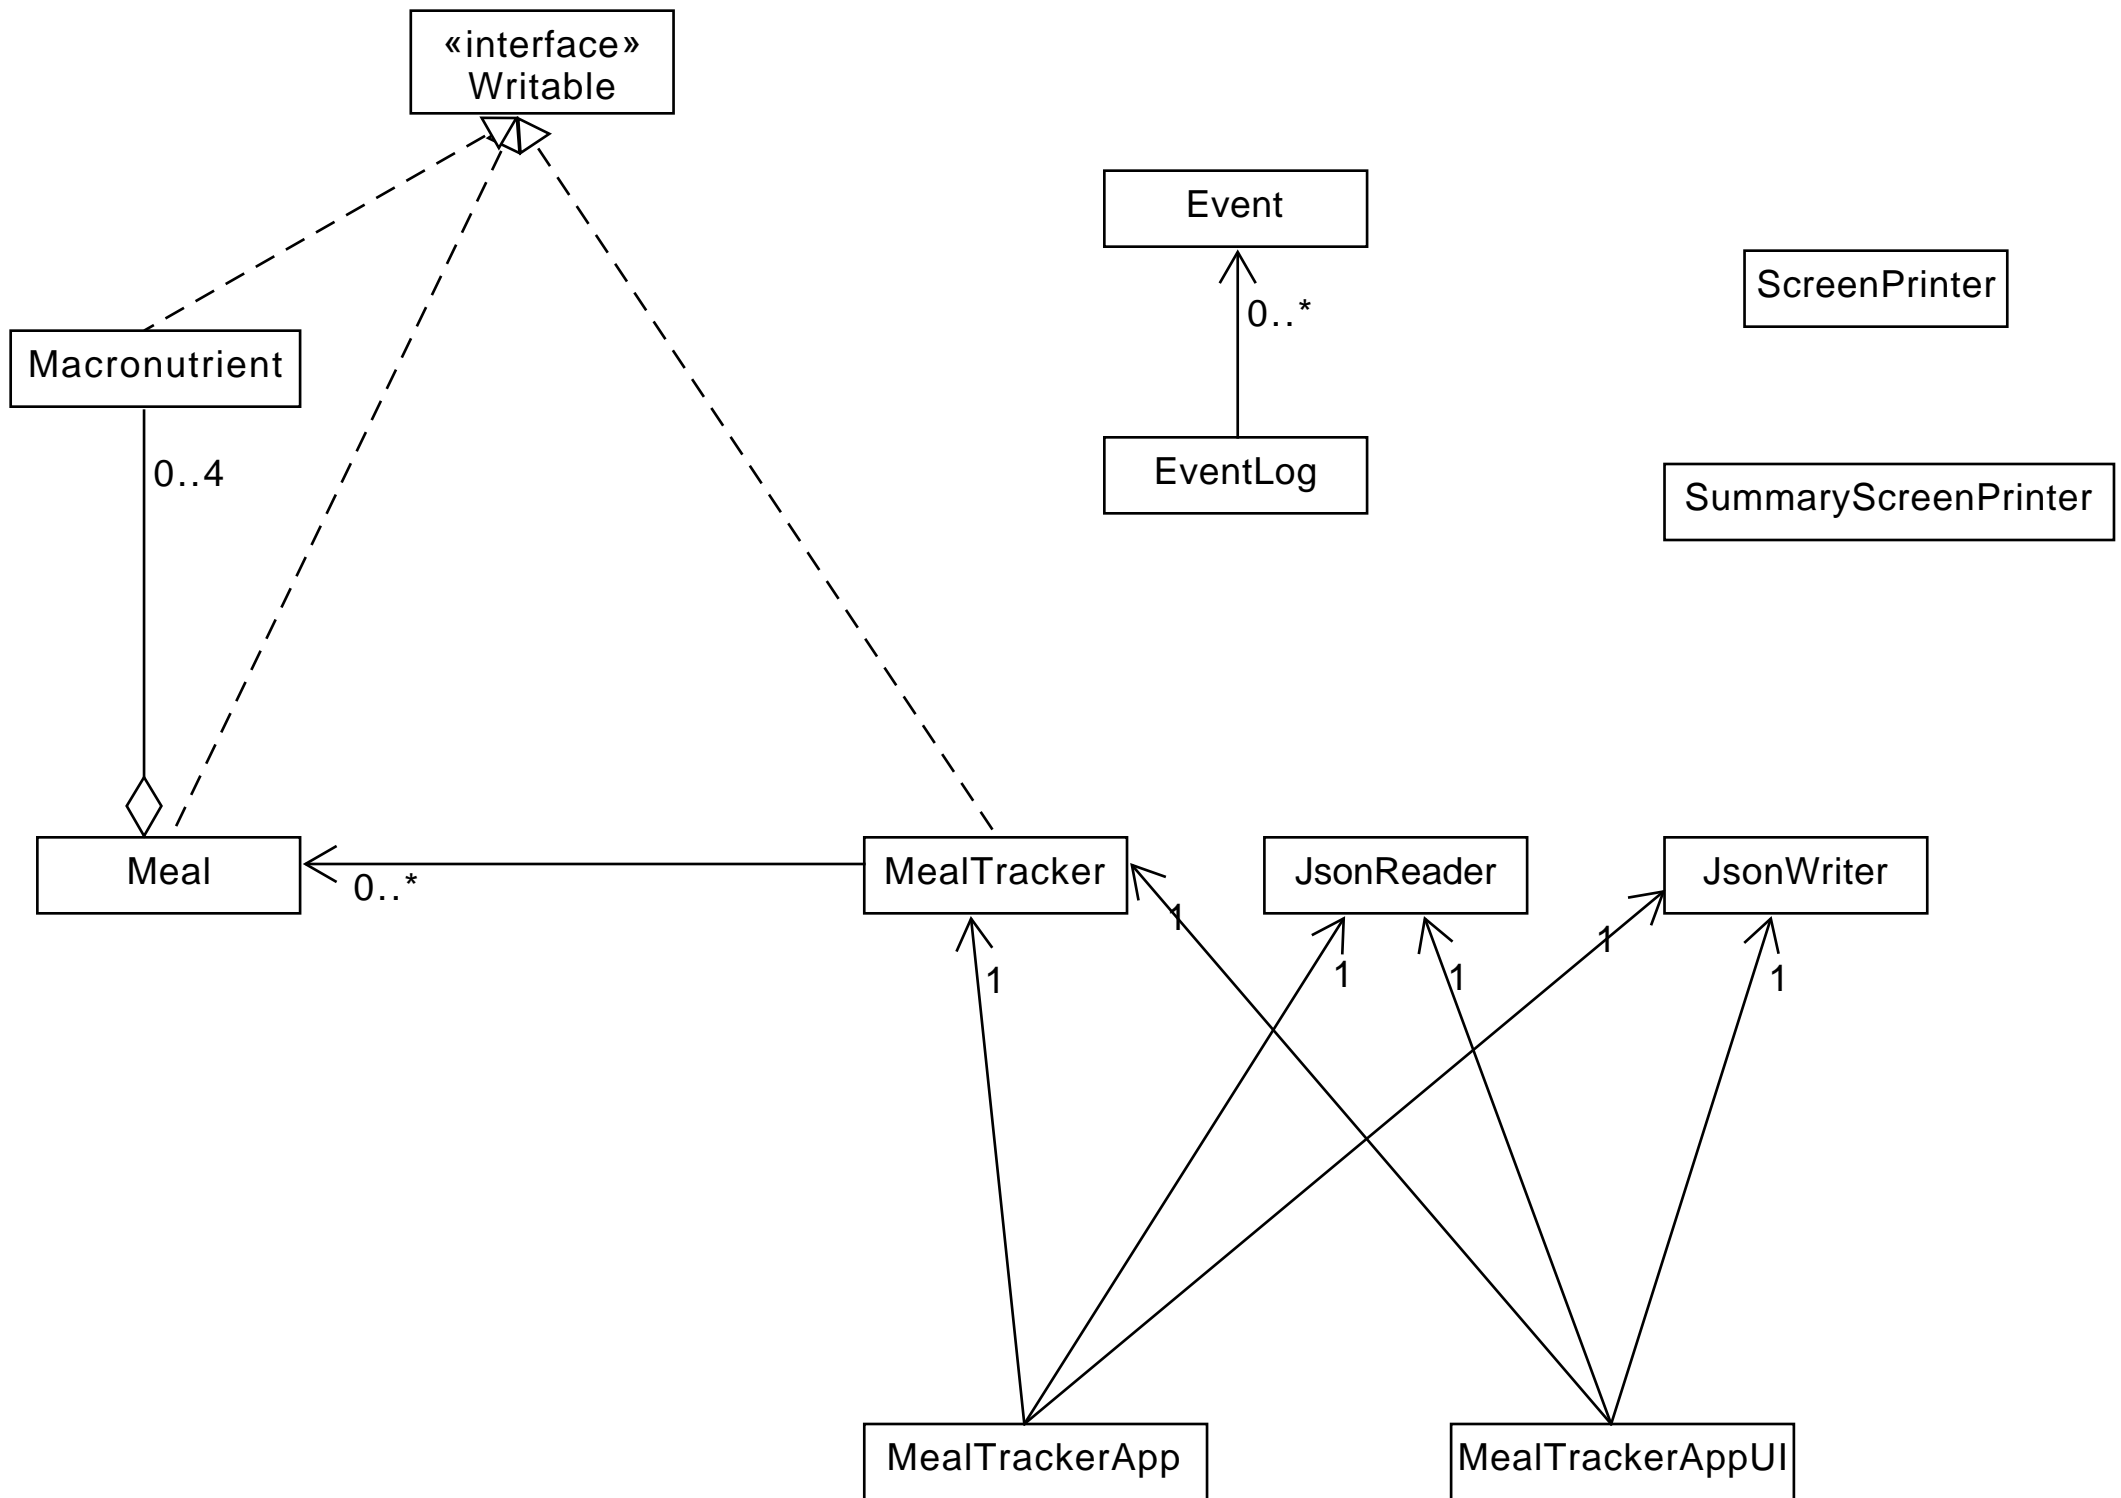 «interface»
Writable
Event
ScreenPrinter
0..*
Macronutrient
0..4
EventLog
SummaryScreenPrinter
Meal
0..*
MealTracker
JsonReader
JsonWriter
1
1
1
1
1
1
MealTrackerApp
MealTrackerAppUI